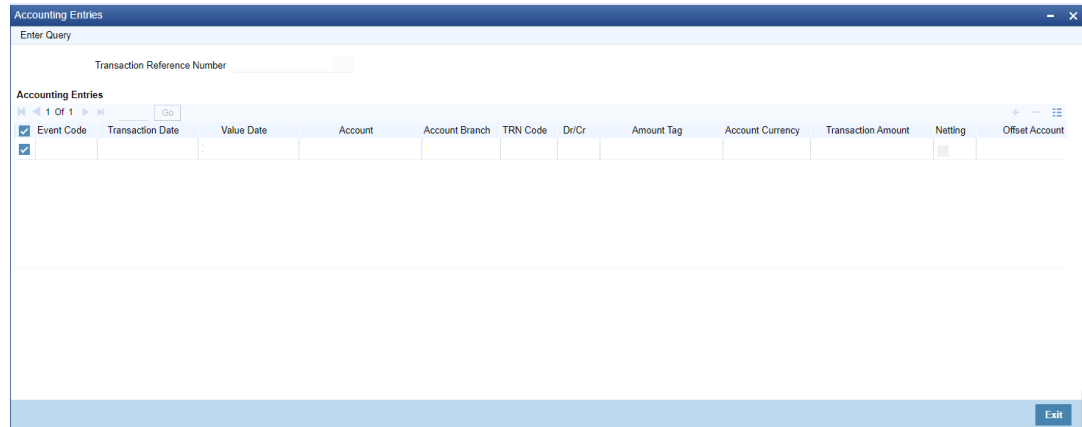 Accounting Entries
Enter Query
Transaction Reference Number
Accounting Entries
1 Of 1 Go
Event Code Transaction Date Value Date Account Account Branch TRN Code Dr/Cr Amount Tag Account Currency Transaction Amount Netting Offset Account
Exit